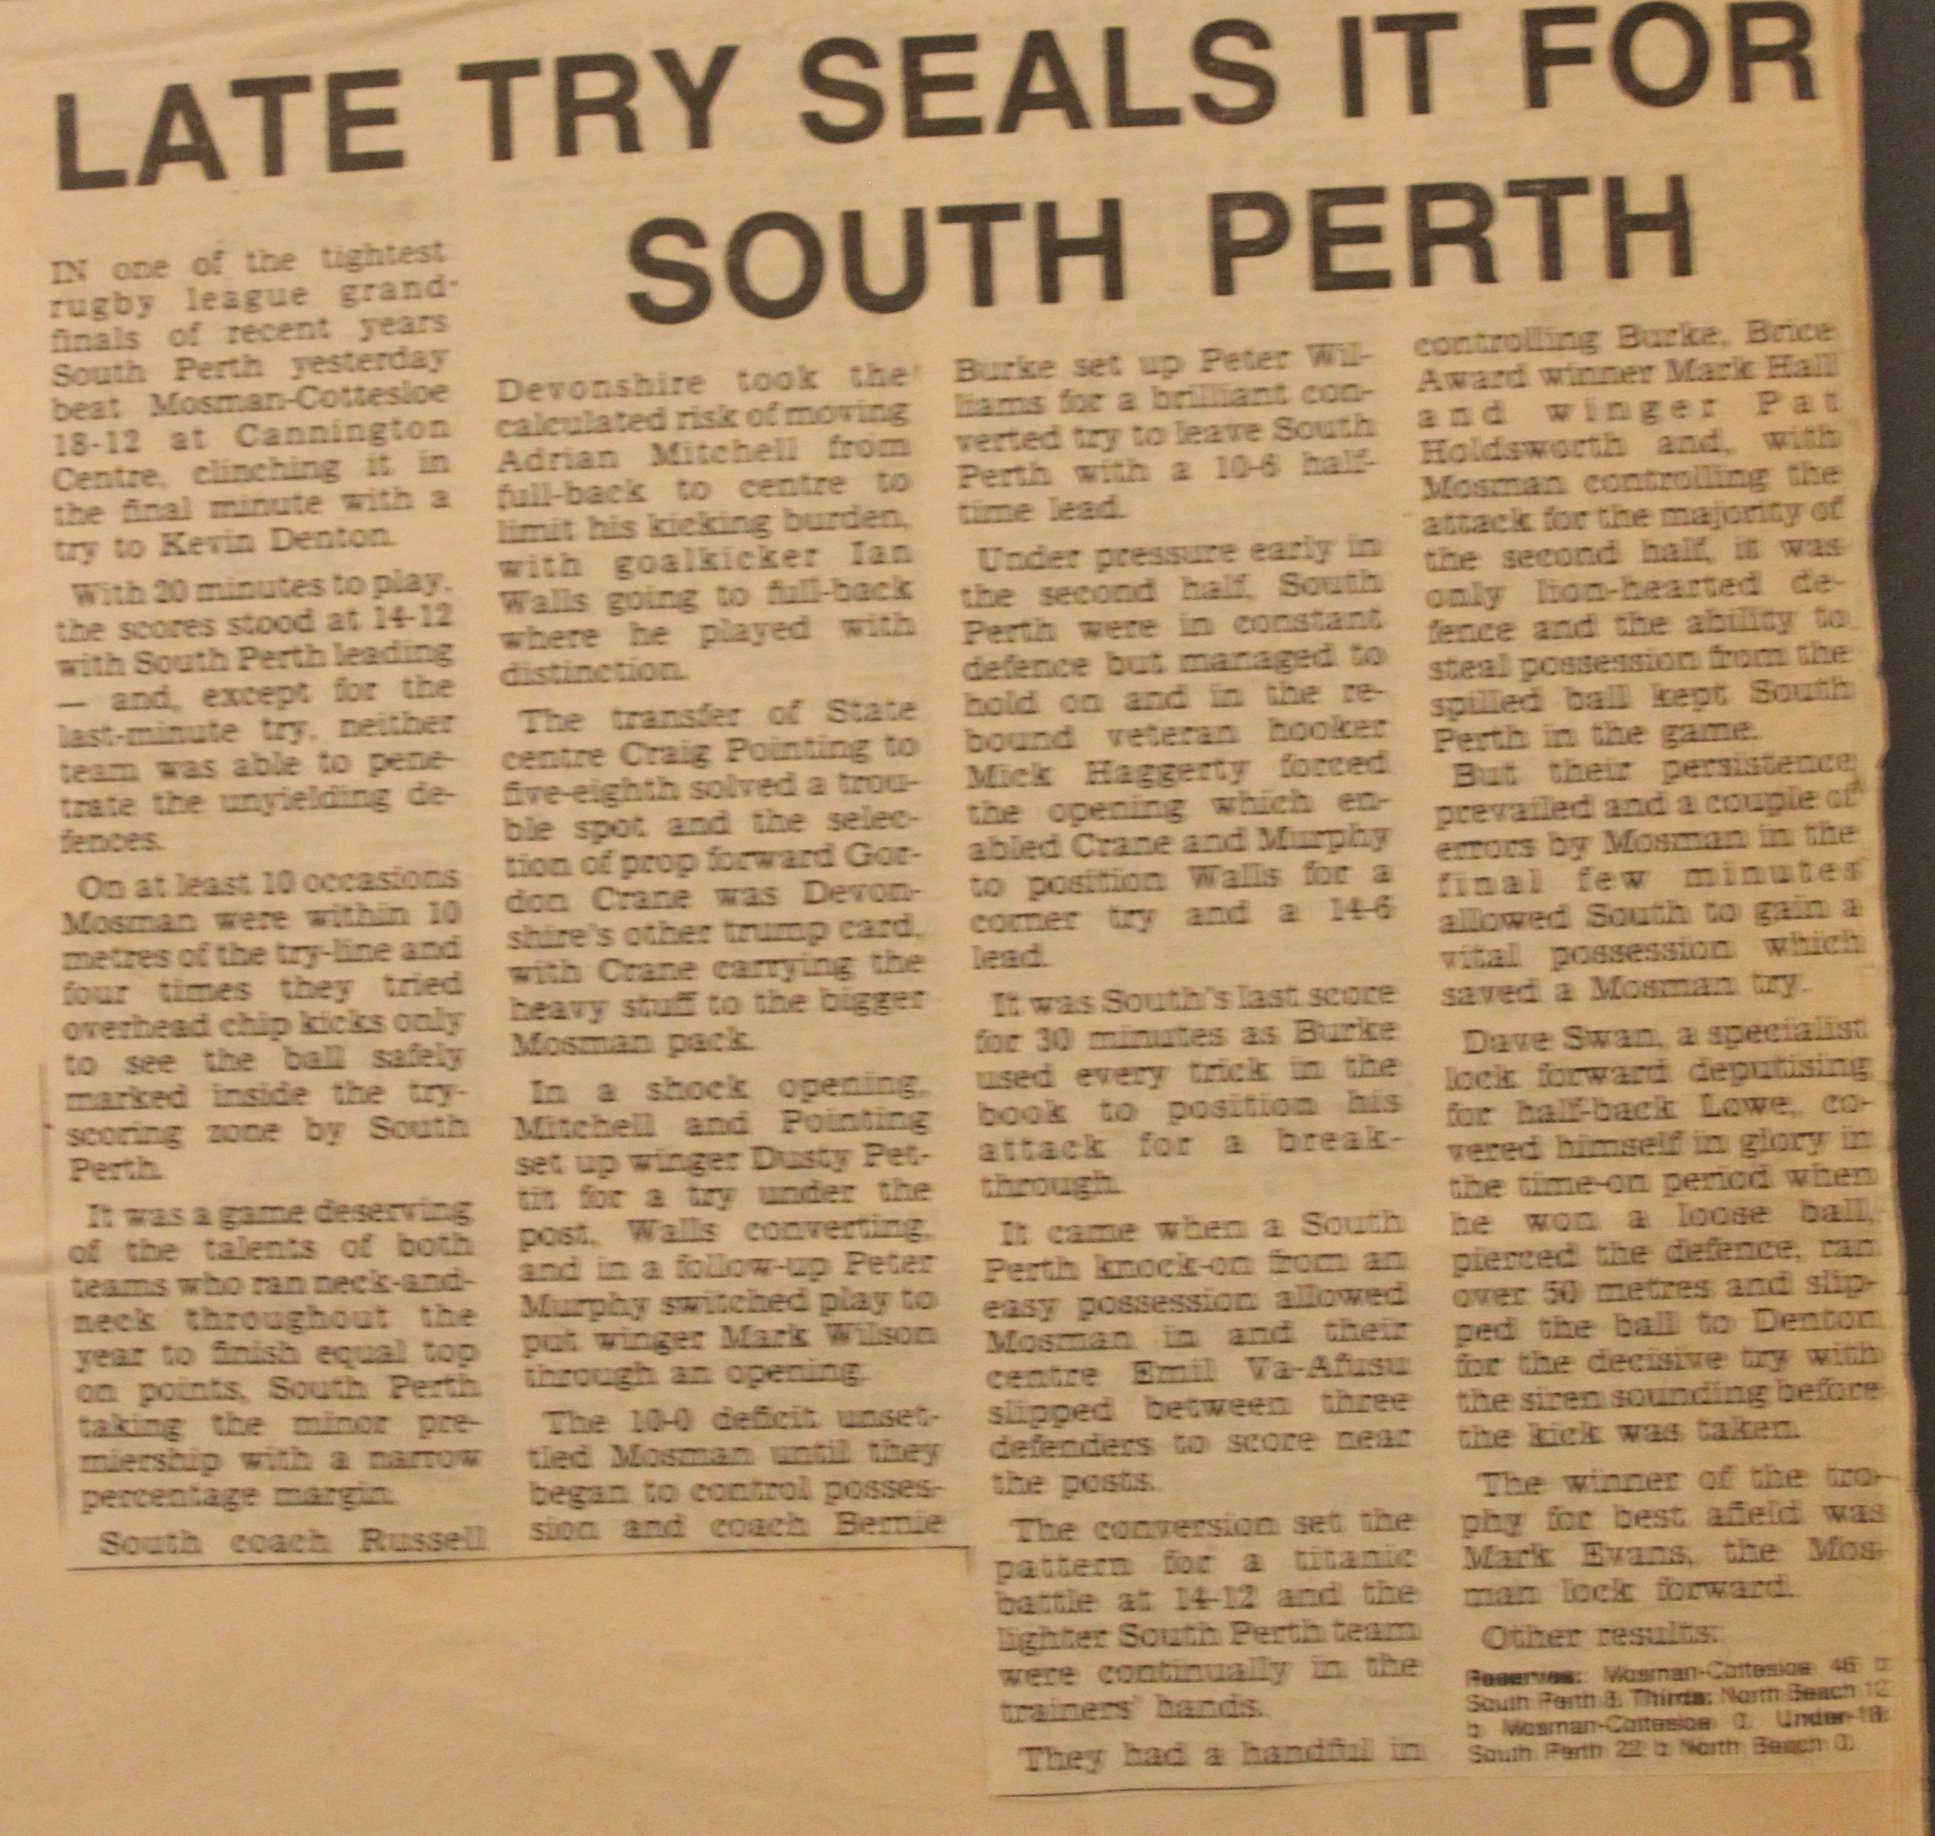 LATE TRY SEALS IT FOR
SOUTH PERTH
IN one of the tightest
rugby league grand-
finals of recent years
South Perth yesterday
beat Mosman-Cottesloe
18-12 at Cannington
Centre, clinching it in
the final minute with a
try to Kevin Denton.
With 20 minutes to play,
the scores stood at 14-12
with South Perth leading
— and, except for the
last-minute try, neither
team was able to pene-
trate the unyielding de-
fences.
On at least 10 occasions
Mosman were within 10
metres of the try-line and
four times they tried
overhead chip kicks only
to see the ball safely
marked inside the try-
scoring zone by South
Perth.
It was a game deserving
of the talents of both
teams who ran neck-and-
neck throughout the
year to finish equal top
on points, South Perth
taking the minor pre-
miership with a narrow
percentage margin.
South coach Russell
Devonshire took the
calculated risk of moving
Adrian Mitchell from
full-back to centre to
limit his kicking burden,
with goalkicker Ian
Walls going to full-back
where he played with
distinction.
The transfer of State
centre Craig Pointing to
five-eighth solved a trou-
ble spot and the selec-
tion of prop forward Gor-
don Crane was Devon-
shire's other trump card,
with Crane carrying the
heavy stuff to the bigger
Mosman pack.
In a shock opening,
Mitchell and Pointing
set up winger Dusty Pet-
tit for a try under the
post, Walls converting,
and in a follow-up Peter
Murphy switched play to
put winger Mark Wilson
through an opening.
The 10-0 deficit unset-
tled Mosman until they
began to control posses-
sion and coach Bernie
Burke set up Peter Wil-
liams for a brilliant con-
verted try to leave South
Perth with a 10-6 half-
time lead.
Under pressure early in
the second half, South
Perth were in constant
defence but managed to
hold on and in the re-
bound veteran hooker
Mick Haggerty forced
the opening which en-
abled Crane and Murphy
to position Walls for a
corner try and a 14-6
lead.
It was South's last score
for 30 minutes as Burke
used every trick in the
book to position his
attack for a break-
through.
It came when a South
Perth knock-on from an
easy possession allowed
Mosman in and their
centre Emil Va-Afusu
slipped between three
defenders to score near
the posts.
The conversion set the
pattern for a titanic
battle at 14-12 and the
lighter South Perth team
were continually in the
trainers' hands.
They had a handful in
controlling Burke, Brice
Award winner Mark Hall
and winger Pat
Holdsworth and, with
Mosman controlling the
attack for the majority of
the second half, it was
only lion-hearted de-
fence and the ability to
steal possession from the
spilled ball kept South
Perth in the game.
But their persistence
prevailed and a couple of
errors by Mosman in the
final few minutes
allowed South to gain a
vital possession which
saved a Mosman try.
Dave Swan, a specialist
lock forward deputising
for half-back Lowe, co-
vered himself in glory in
the time-on period when
he won a loose ball,
pierced the defence, ran
over 50 metres and slip-
ped the ball to Denton
for the decisive try with
the siren sounding before
the kick was taken.
The winner of the tro-
phy for best afield was
Mark Evans, the Mos-
man lock forward.
Other results:
Reserves: Mosman-Cottesloe 46 b
South Perth Thirds: North Beach 12
b Mosman-Cottesloe 0. Under-18:
South Perth 22 b North Beach 0.